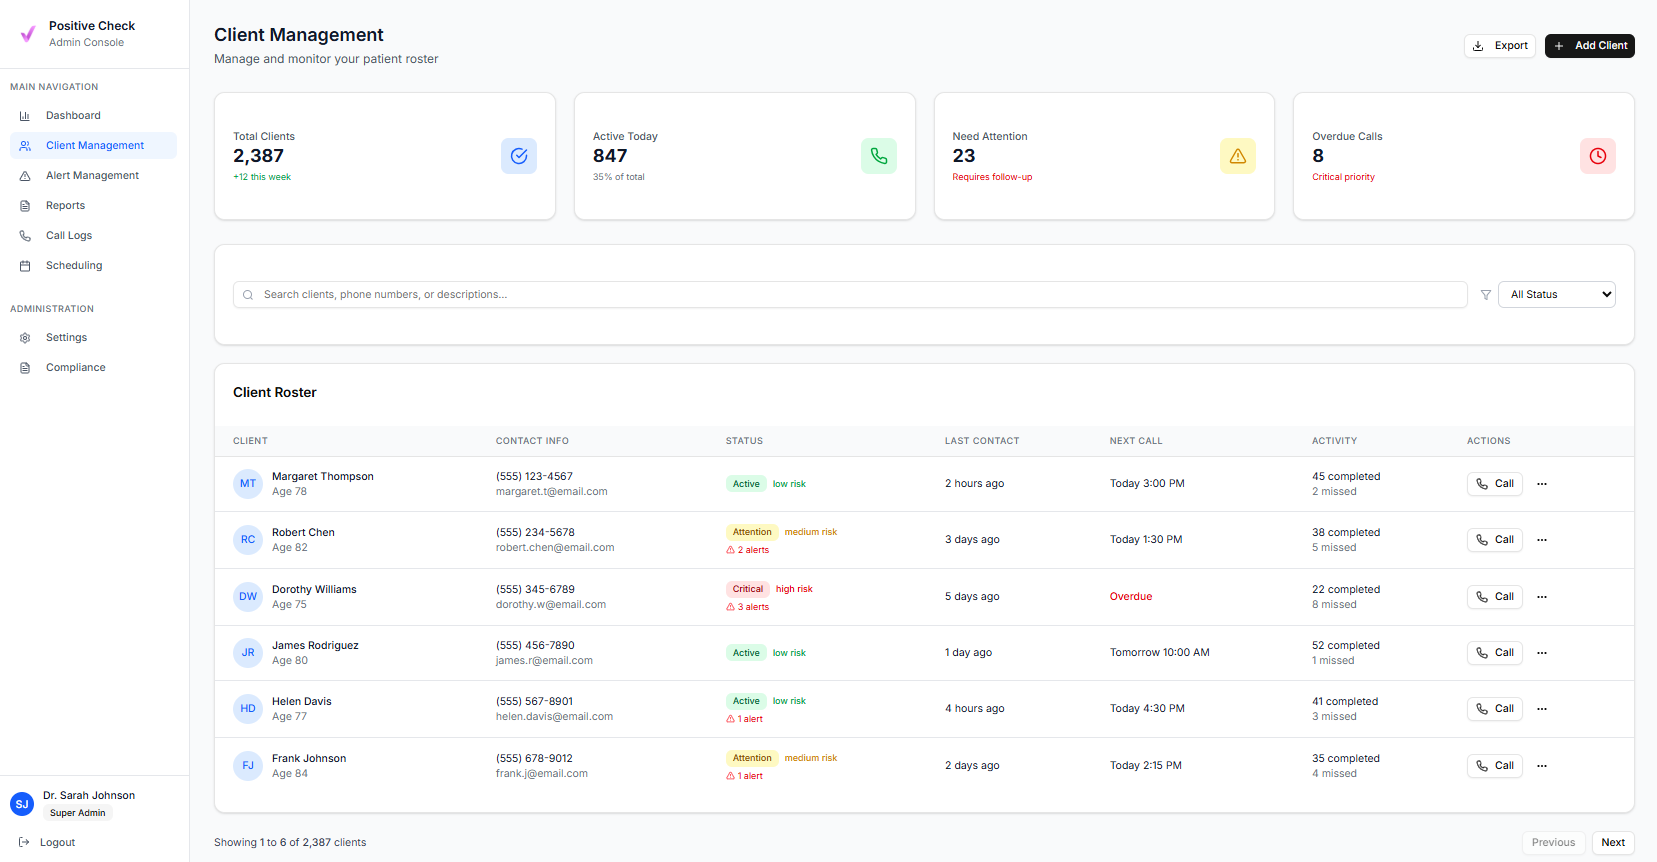 Positive Check
Admin Console
MAIN NAVIGATION
Dashboard
Client Management
Alert Management
Reports
Call Logs
Scheduling
ADMINISTRATION
Settings
Compliance
SJ
Dr. Sarah Johnson
Super Admin
Logout
Client Management
Manage and monitor your patient roster
Export
Add Client
Total Clients
2,387
+12 this week
Active Today
847
35% of total
Need Attention
23
Requires follow-up
Overdue Calls
8
Critical priority
Search clients, phone numbers, or descriptions...
All Status
Client Roster
CLIENT CONTACT INFO STATUS LAST CONTACT NEXT CALL ACTIVITY ACTIONS
MT Margaret Thompson (555) 123-4567 Active low risk 2 hours ago Today 3:00 PM 45 completed Call ...
Age 78 margaret.t@email.com 2 missed
RC Robert Chen (555) 234-5678 Attention medium risk 3 days ago Today 1:30 PM 38 completed Call ...
Age 82 robert.chen@email.com 2 alerts 5 missed
DW Dorothy Williams (555) 345-6789 Critical high risk 5 days ago Overdue 22 completed Call ...
Age 75 dorothy.w@email.com 3 alerts 8 missed
JR James Rodriguez (555) 456-7890 Active low risk 1 day ago Tomorrow 10:00 AM 52 completed Call ...
Age 80 james.r@email.com 1 missed
HD Helen Davis (555) 567-8901 Active low risk 4 hours ago Today 4:30 PM 41 completed Call ...
Age 77 helen.davis@email.com 1 alert 3 missed
FJ Frank Johnson (555) 678-9012 Attention medium risk 2 days ago Today 2:15 PM 35 completed Call ...
Age 84 frank.j@email.com 1 alert 4 missed
Showing 1 to 6 of 2,387 clients
Previous Next